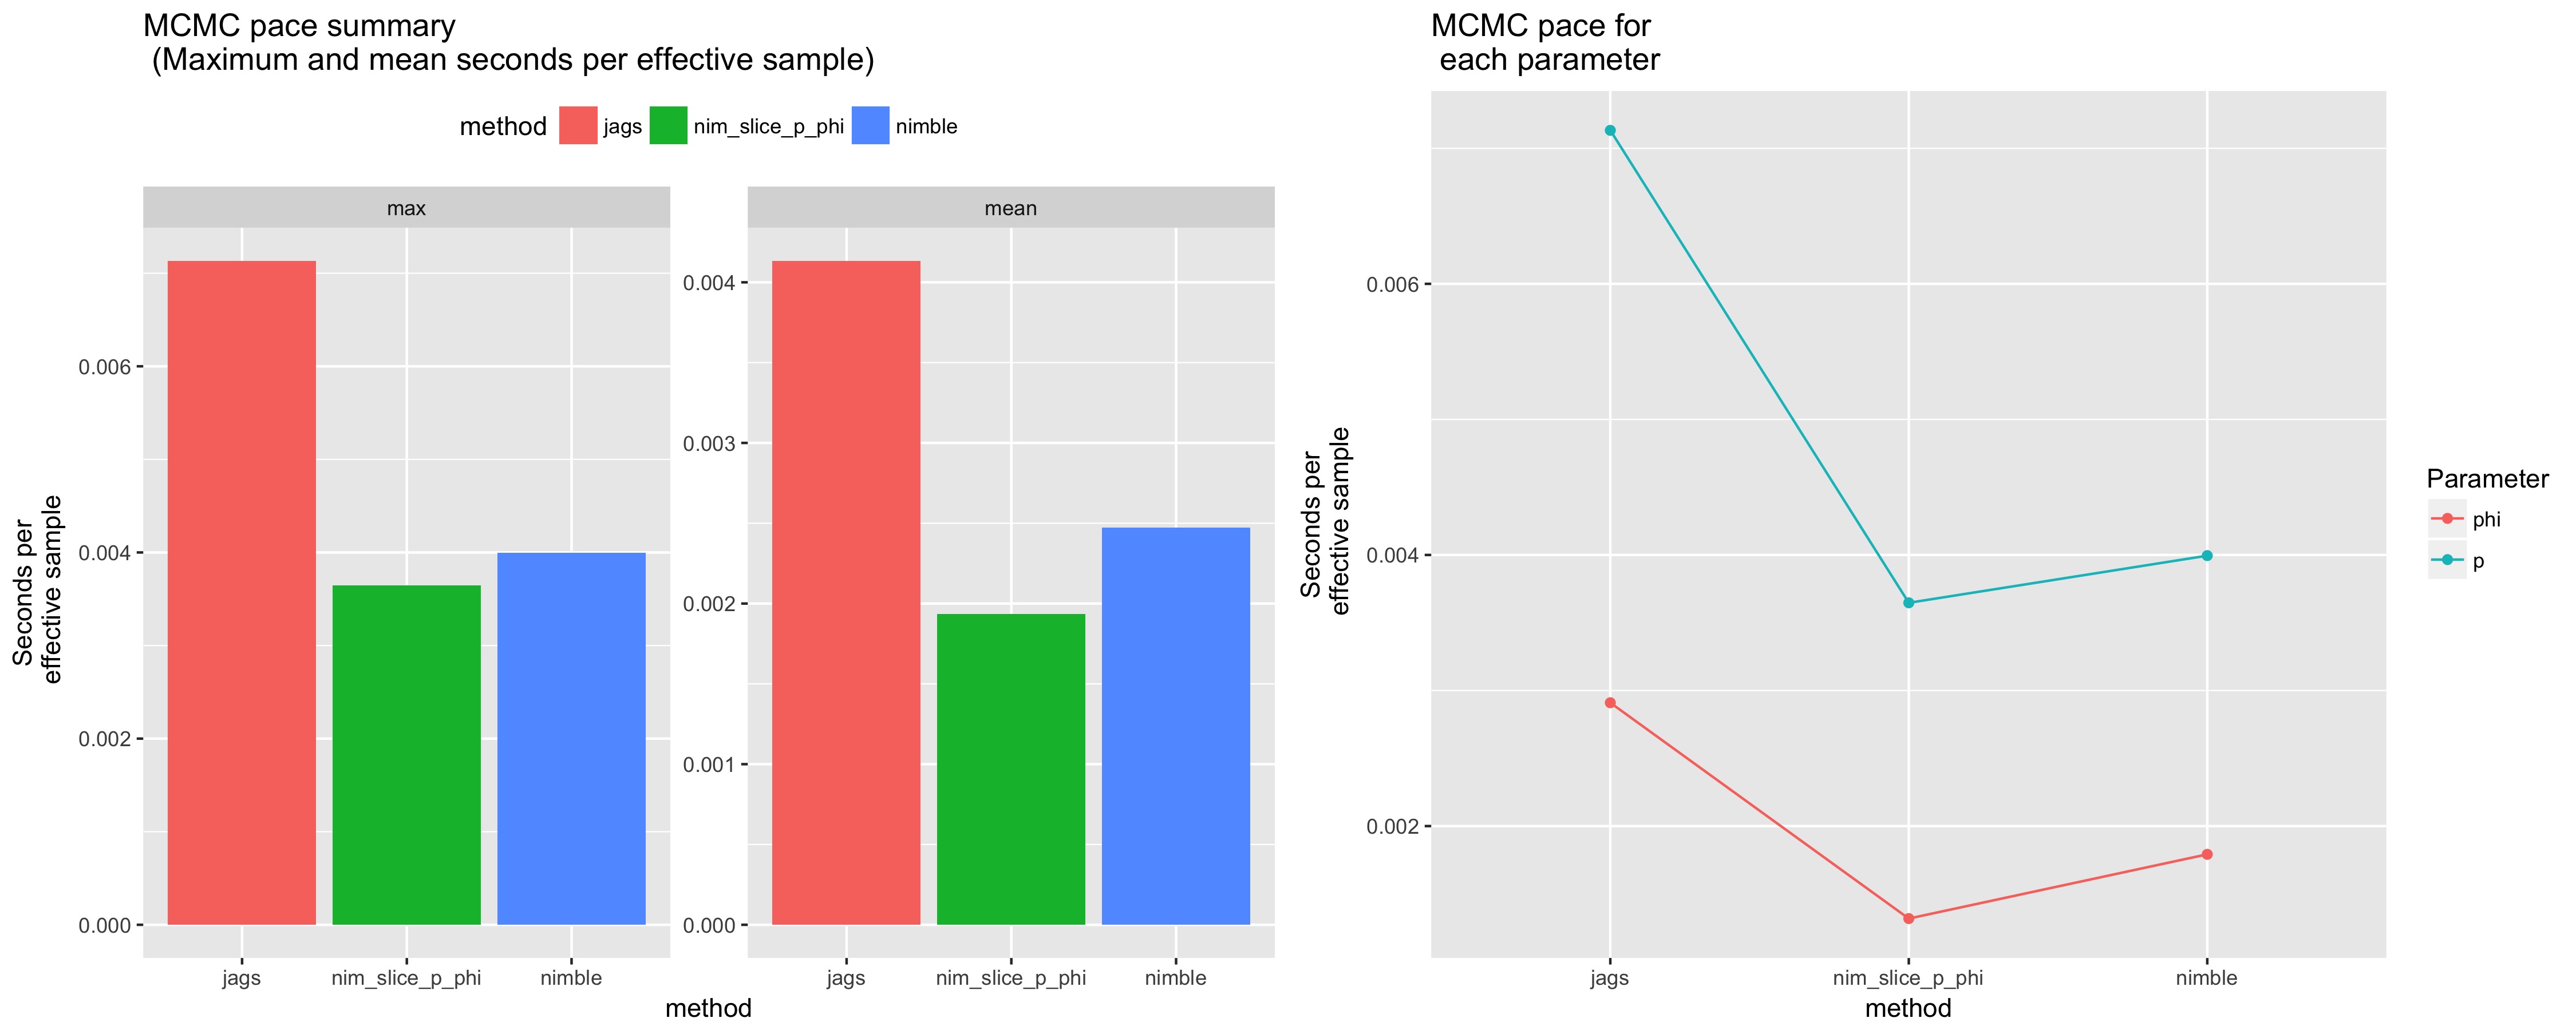 MCMC pace summary
(Maximum and mean seconds per effective sample)
method jags nim_slice_p_phi nimble
max
mean
Seconds per
effective sample
0.006
0.004
0.002
0.000
0.004
0.003
0.002
0.001
0.000
jags nim_slice_p_phi nimble
jags nim_slice_p_phi nimble
method
MCMC pace for
each parameter
Seconds per
effective sample
0.006
0.004
0.002
jags nim_slice_p_phi nimble
method
Parameter
phi
p